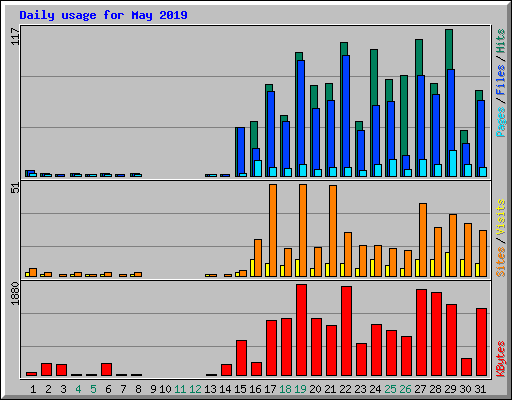 Daily usage for May 2019
117
Pages / Files / Hits
51
Sites / Visits
1880
KBytes
1 2 3 4 5 6 7 8 9 10 11 12 13 14 15 16 17 18 19 20 21 22 23 24 25 26 27 28 29 30 31